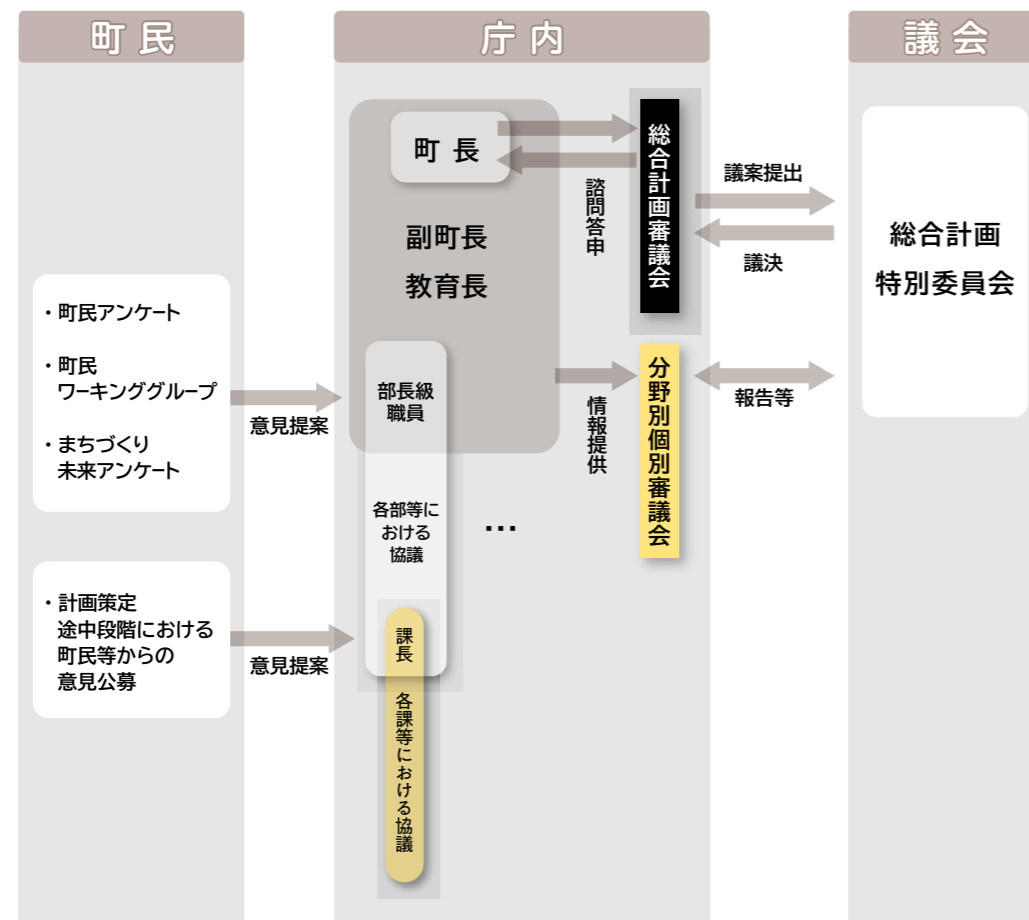 町民
・町民アンケート
・町民
ワーキンググループ
・まちづくり
未来アンケート
意見提案
・計画策定
途中段階における
町民等からの
意見公募
意見提案
庁内
町長
副町長
教育長
部長級
職員
各部等に
おける
協議
…
課長
各課等における協議
諮問答申
総合計画審議会
情報提供
分野別個別審議会
議案提出
議決
報告等
議会
総合計画
特別委員会